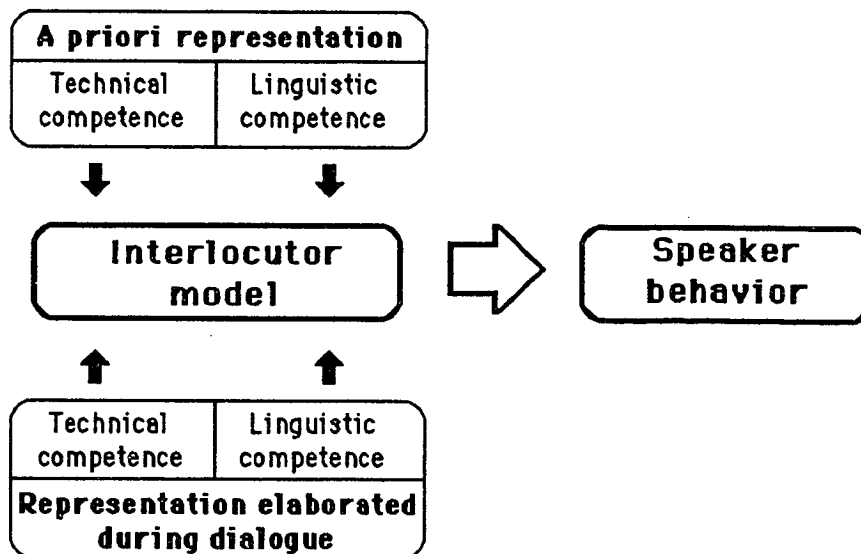 A priori representation
Technical competence
Linguistic competence
Interlocutor model
Speaker behavior
Technical competence
Linguistic competence
Representation elaborated during dialogue